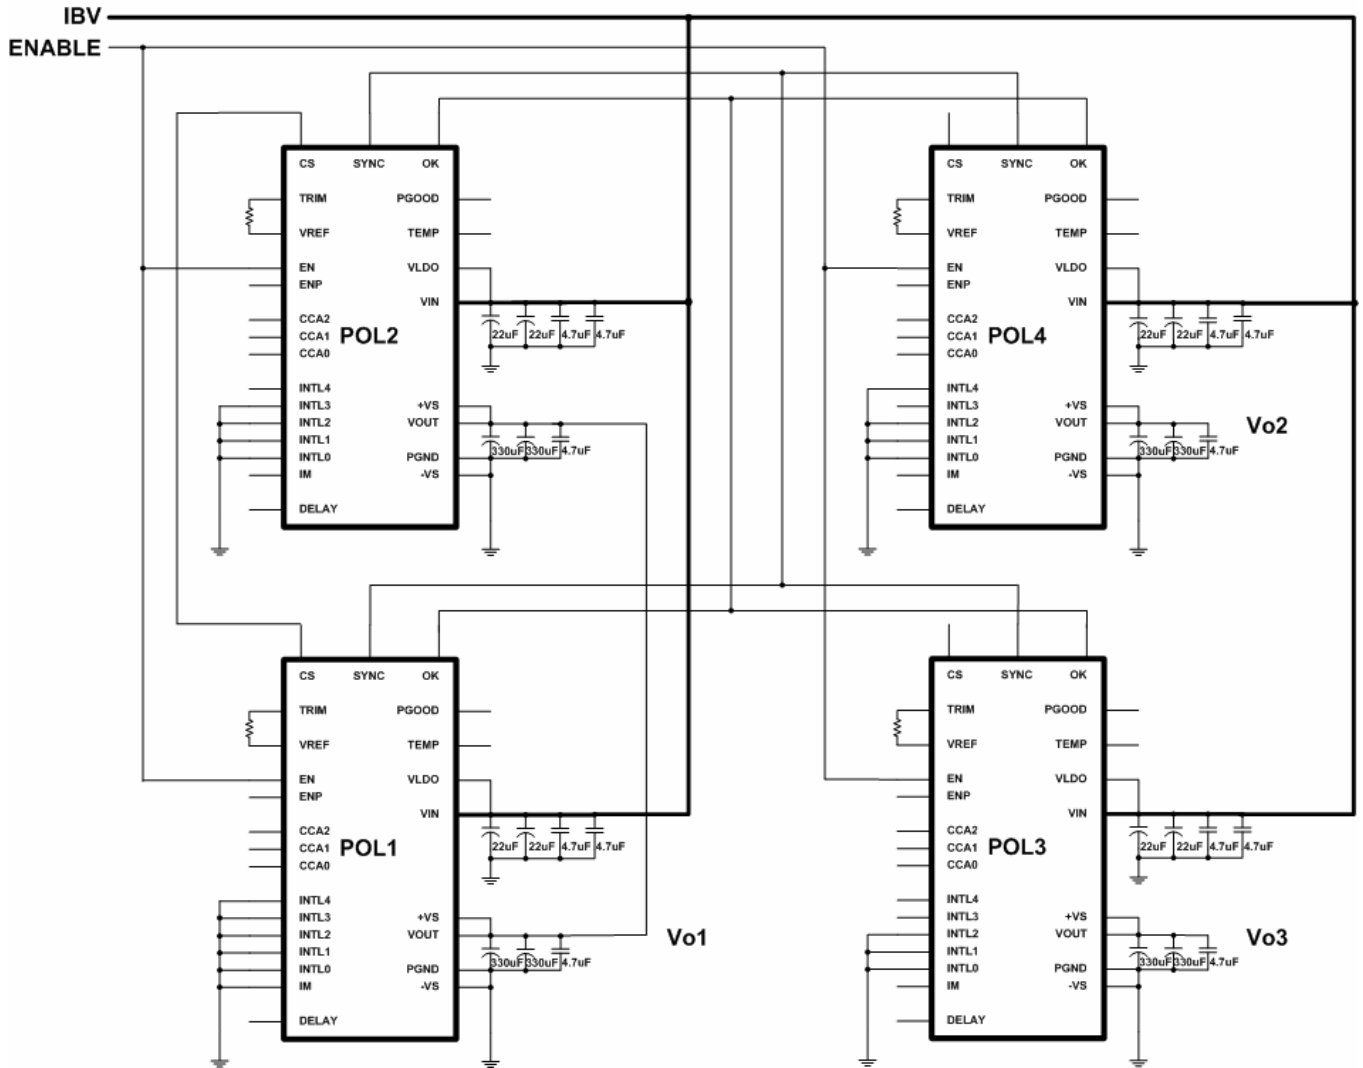 IBV
ENABLE
CS SYNC OK
TRIM PGOOD
VREF TEMP
EN VLDO
ENP
VIN
CCA2
CCA1 POL2
CCA0
22uF 22uF 4.7uF 4.7uF
INTL4
INTL3 +VS
INTL2 VOUT
INTL1
INTL0 PGND
330uF 330uF 4.7uF
IM -VS
DELAY
CS SYNC OK
TRIM PGOOD
VREF TEMP
EN VLDO
ENP
VIN
CCA2
CCA1 POL4
CCA0
22uF 22uF 4.7uF 4.7uF
INTL4
INTL3 +VS
INTL2 VOUT
Vo2
INTL1
INTL0 PGND
330uF 330uF 4.7uF
IM -VS
DELAY
CS SYNC OK
TRIM PGOOD
VREF TEMP
EN VLDO
ENP
VIN
CCA2
CCA1 POL1
CCA0
22uF 22uF 4.7uF 4.7uF
INTL4
INTL3 +VS
INTL2 VOUT
Vo1
INTL1
INTL0 PGND
330uF 330uF 4.7uF
IM -VS
DELAY
CS SYNC OK
TRIM PGOOD
VREF TEMP
EN VLDO
ENP
VIN
CCA2
CCA1 POL3
CCA0
22uF 22uF 4.7uF 4.7uF
INTL4
INTL3 +VS
INTL2 VOUT
Vo3
INTL1
INTL0 PGND
330uF 330uF 4.7uF
IM -VS
DELAY